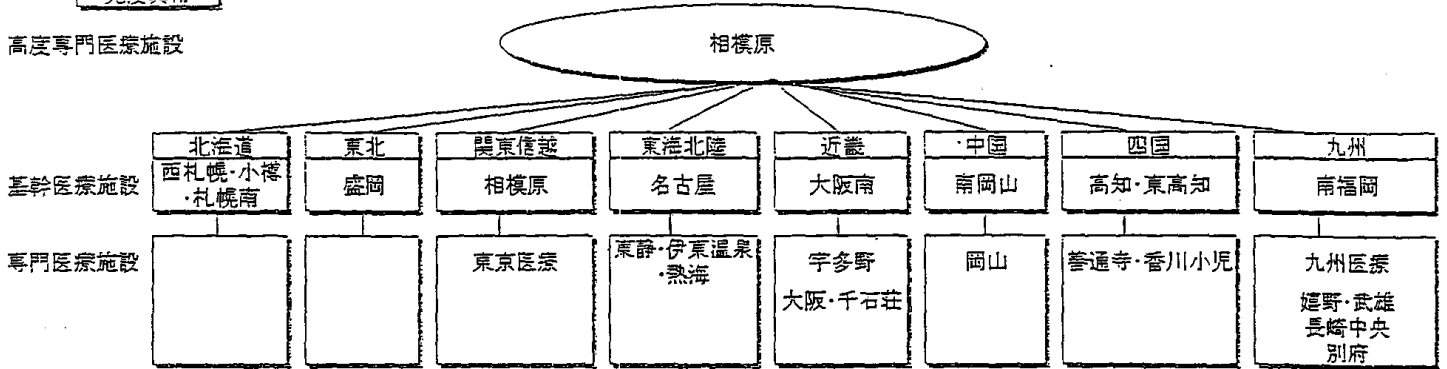 高度専門医療施設
相模原
北海道
東北
関東信越
東海北陸
近畿
・中国
四国
九州
基幹医療施設
西札幌・小樽
・札幌南
盛岡
相模原
名古屋
大阪南
南岡山
高知・東高知
南福岡
専門医療施設
東京医療
東静・伊東温泉
・熱海
宇多野
大阪・千石荘
岡山
善通寺・香川小児
九州医療
嬉野・武雄
長崎中央
別府